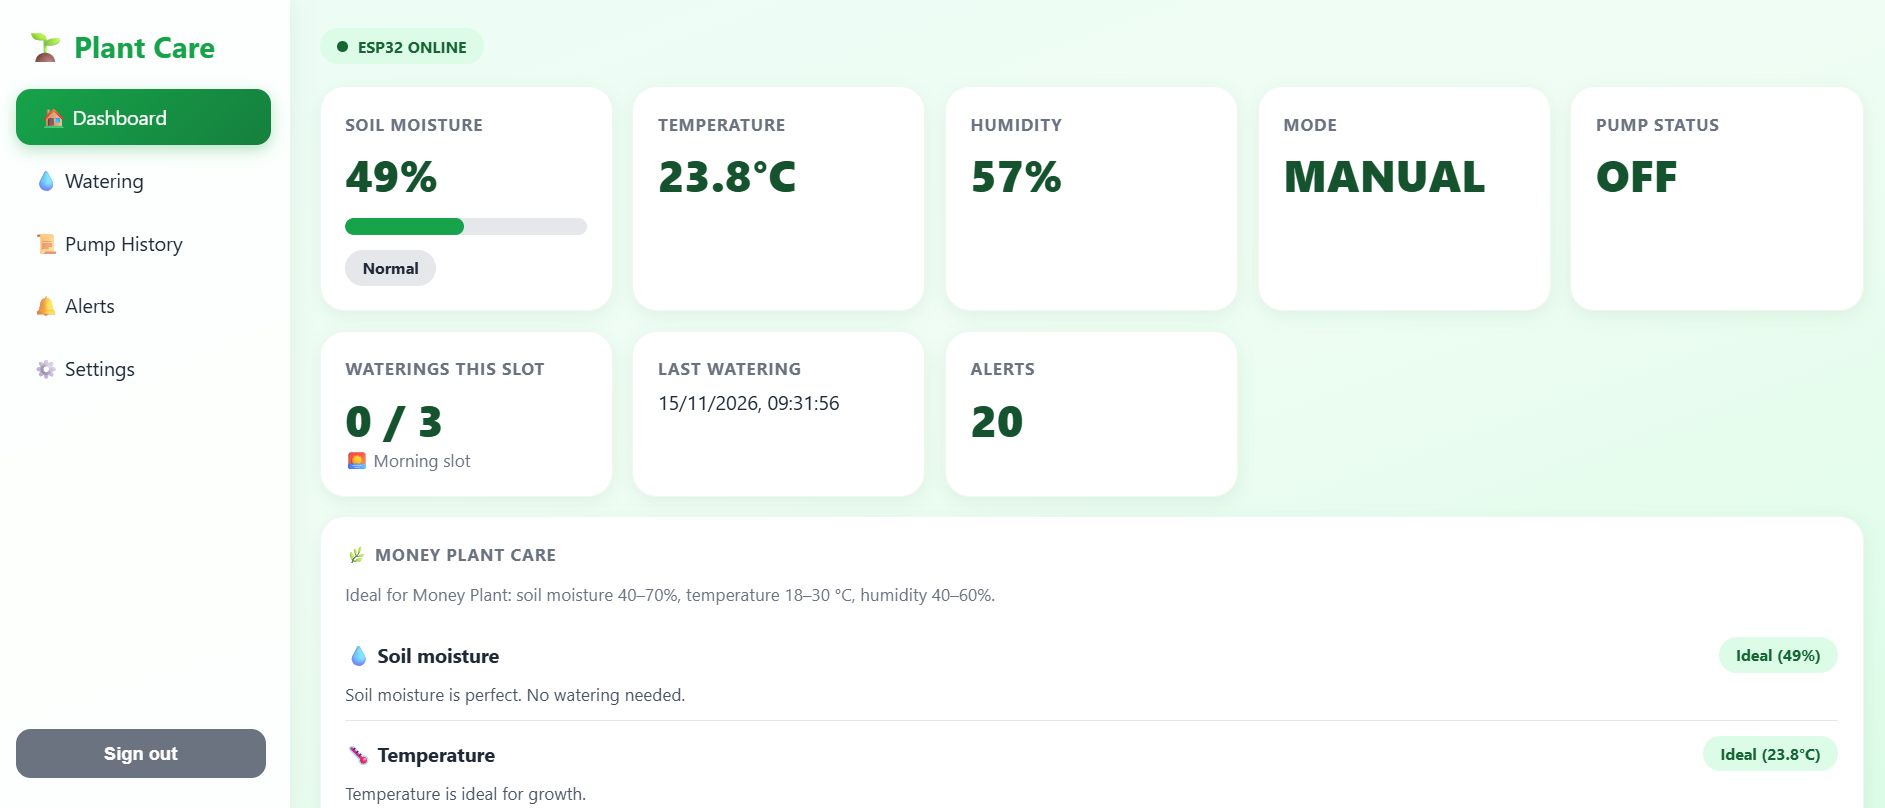 Plant Care
Dashboard
Watering
Pump History
Alerts
Settings
Sign out
ESP32 ONLINE
SOIL MOISTURE
49%
Normal
TEMPERATURE
23.8°C
HUMIDITY
57%
MODE
MANUAL
PUMP STATUS
OFF
WATERINGS THIS SLOT
0 / 3
Morning slot
LAST WATERING
15/11/2026, 09:31:56
ALERTS
20
MONEY PLANT CARE
Ideal for Money Plant: soil moisture 40–70%, temperature 18–30 °C, humidity 40–60%.
Soil moisture
Ideal (49%)
Soil moisture is perfect. No watering needed.
Temperature
Ideal (23.8°C)
Temperature is ideal for growth.